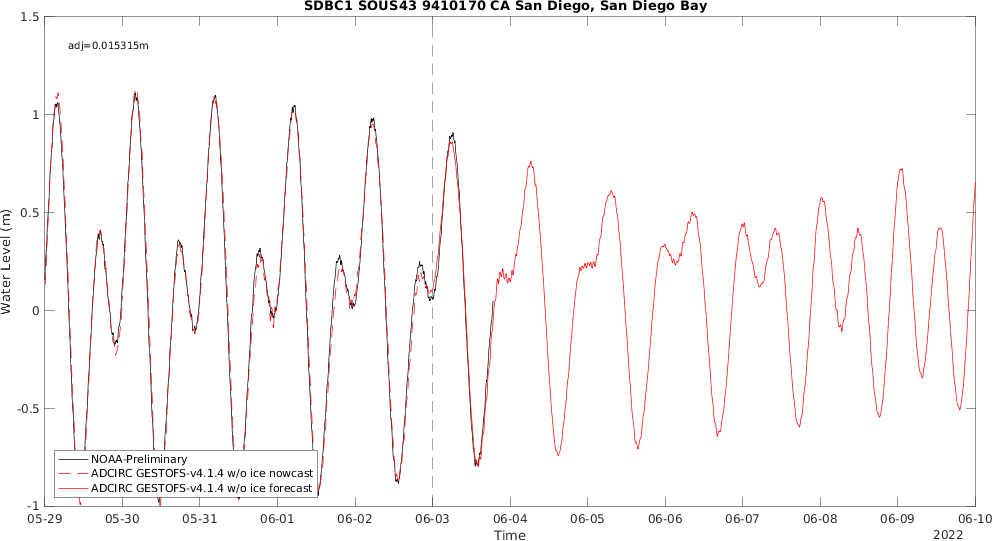 SDBC1 SOUS43 9410170 CA San Diego, San Diego Bay
adj=0.015315m
Water Level (m)
1.5
1
0.5
0
-0.5
-1
NOAA-Preliminary
ADCIRC GESTOFS-v4.1.4 w/o ice nowcast
ADCIRC GESTOFS-v4.1.4 w/o ice forecast
05-29 05-30 05-31 06-01 06-02 06-03 06-04 06-05 06-06 06-07 06-08 06-09 06-10
Time
2022